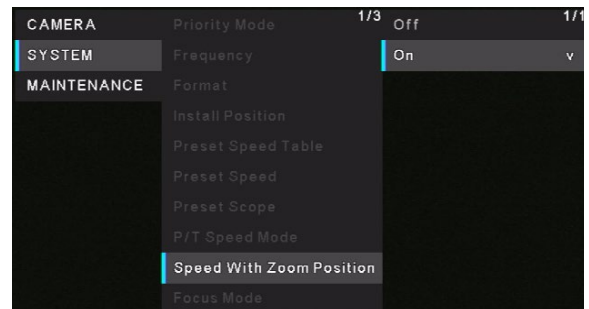 CAMERA
SYSTEM
MAINTENANCE
1/3
Priority Mode
Frequency
Format
Install Position
Preset Speed Table
Preset Speed
Preset Scope
P/T Speed Mode
Speed With Zoom Position
Focus Mode
1/1
Off
On v